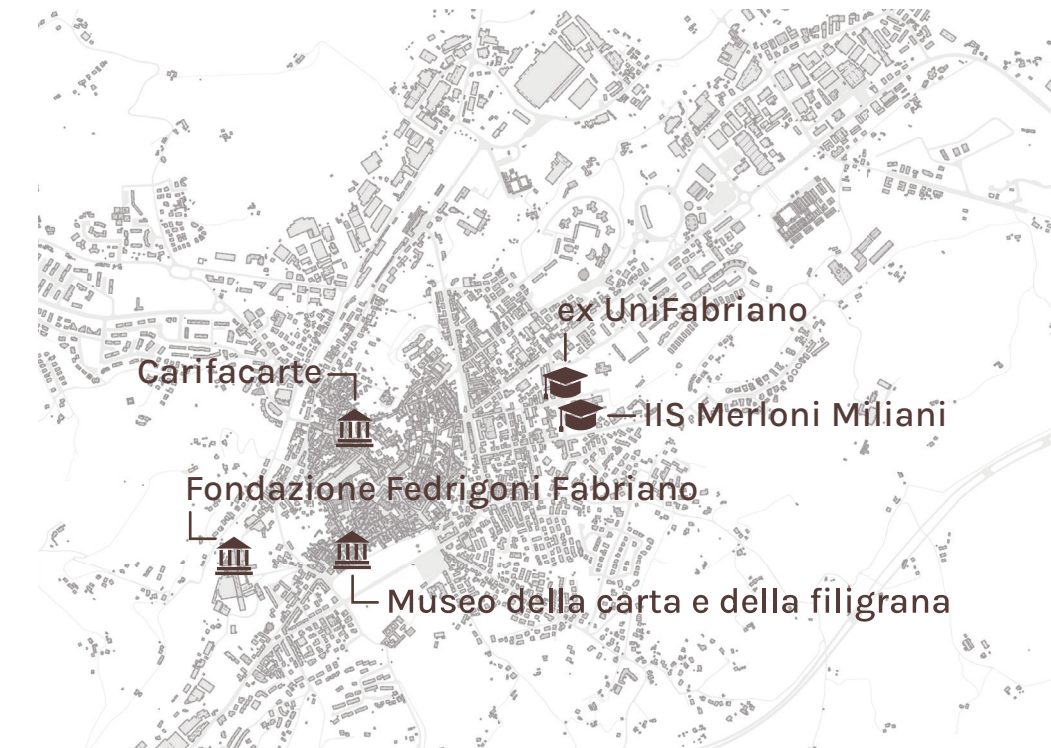 ex UniFabriano
Carifacarte
IIS Merloni Miliani
Fondazione Fedrigoni Fabriano
Museo della carta e della filigrana